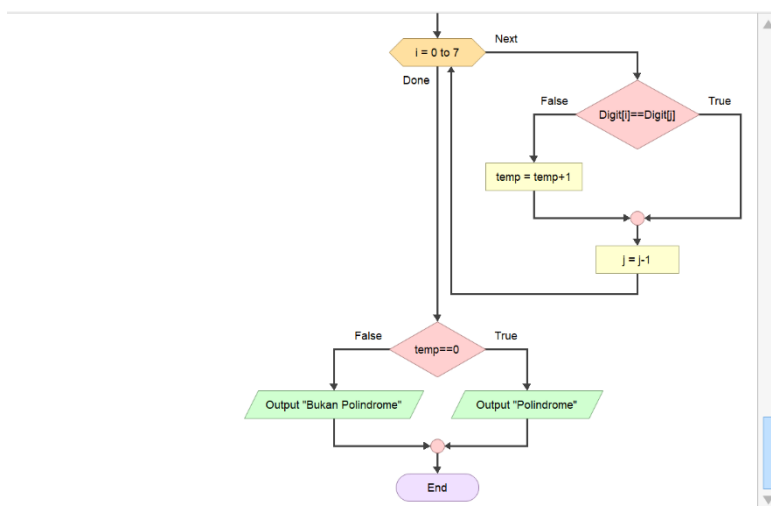 i = 0 to 7
Next
Done
False
True
Digit[i]==Digit[j]
temp = temp+1
j = j-1
False
True
temp==0
Output "Bukan Polindrome"
Output "Polindrome"
End